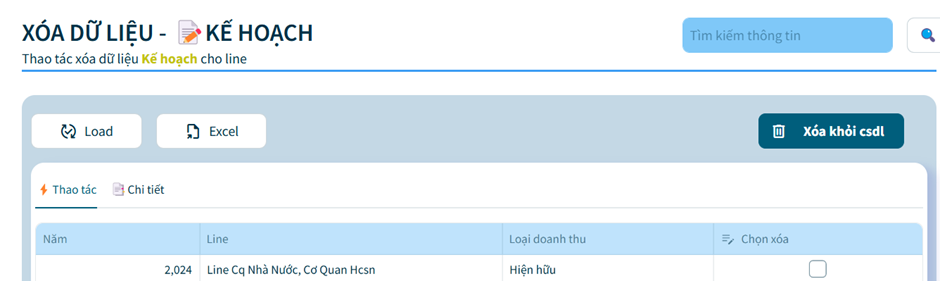 XÓA DỮ LIỆU - KẾ HOẠCH
Tìm kiếm thông tin
Thao tác xóa dữ liệu Kế hoạch cho line
Load
Excel
Xóa khỏi csdl
Thao tác
Chi tiết
Năm Line Loại doanh thu Chọn xóa
2,024 Line Cq Nhà Nước, Cơ Quan Hcsn Hiện hữu